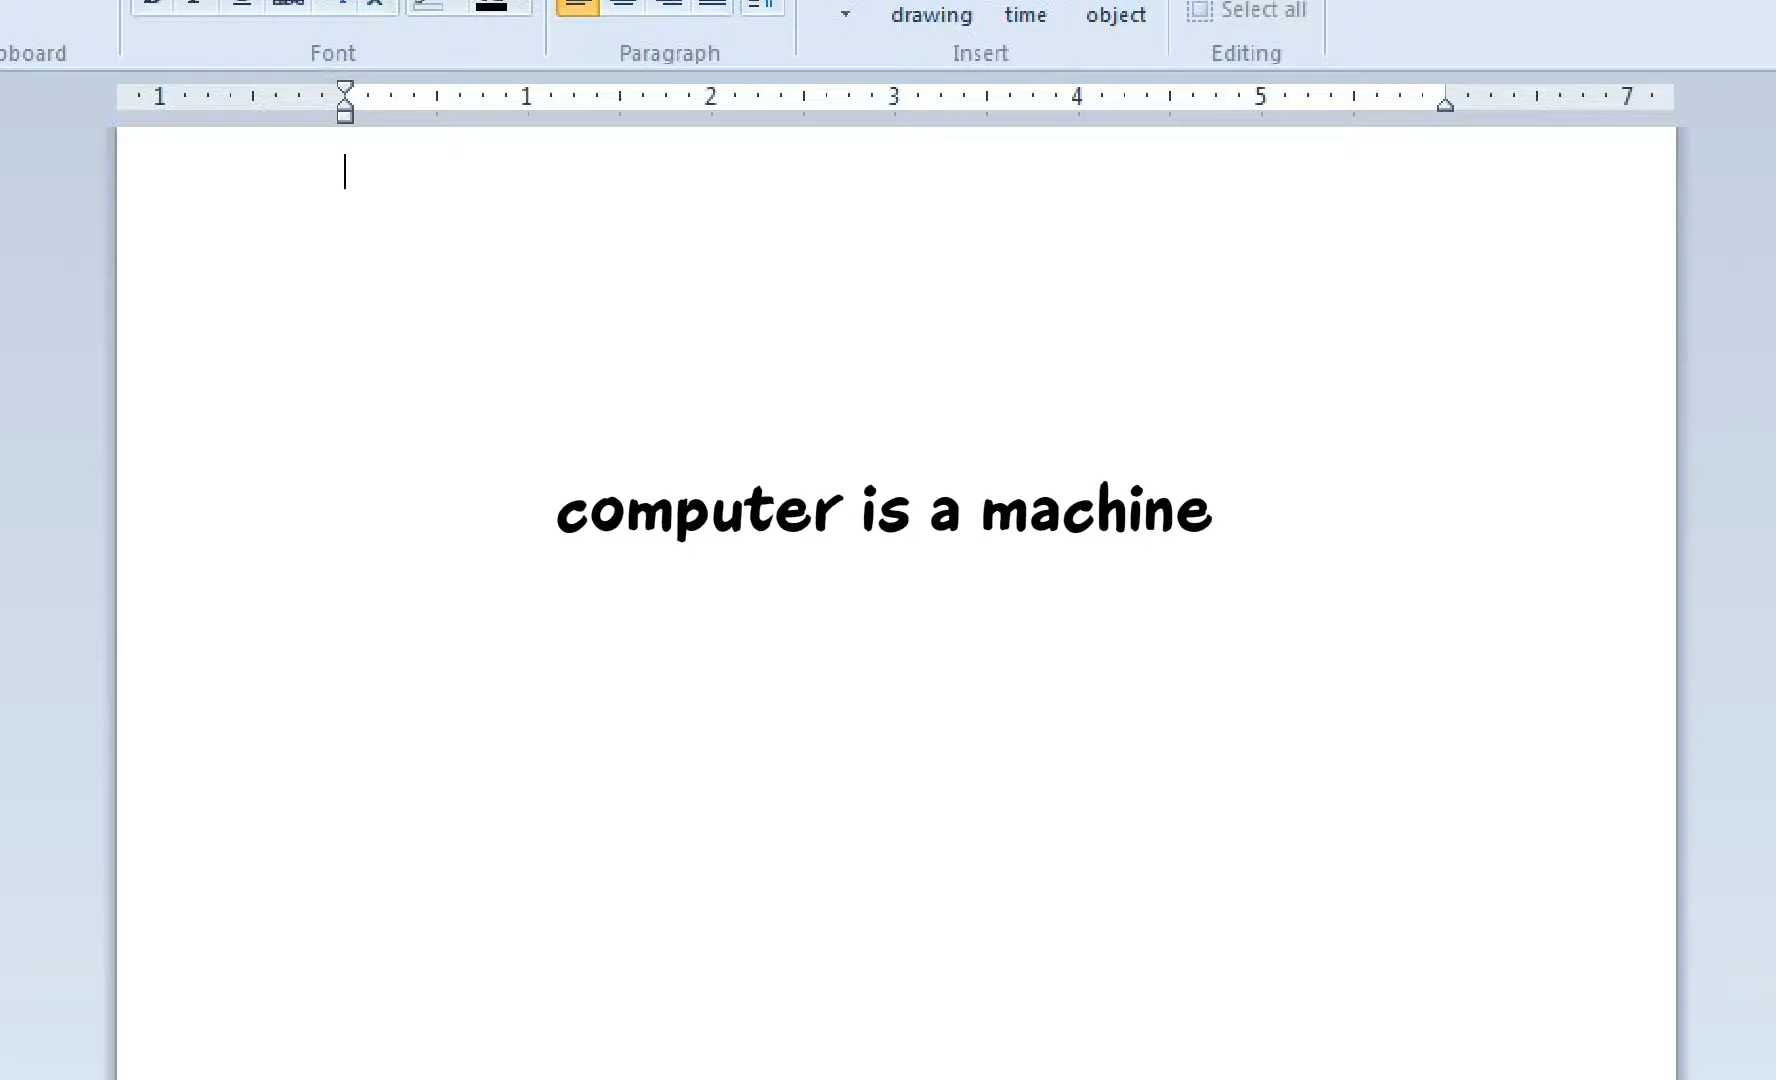 drawing time object Select all
board Font Paragraph Insert Editing
1 1 2 3 4 5 7
computer is a machine